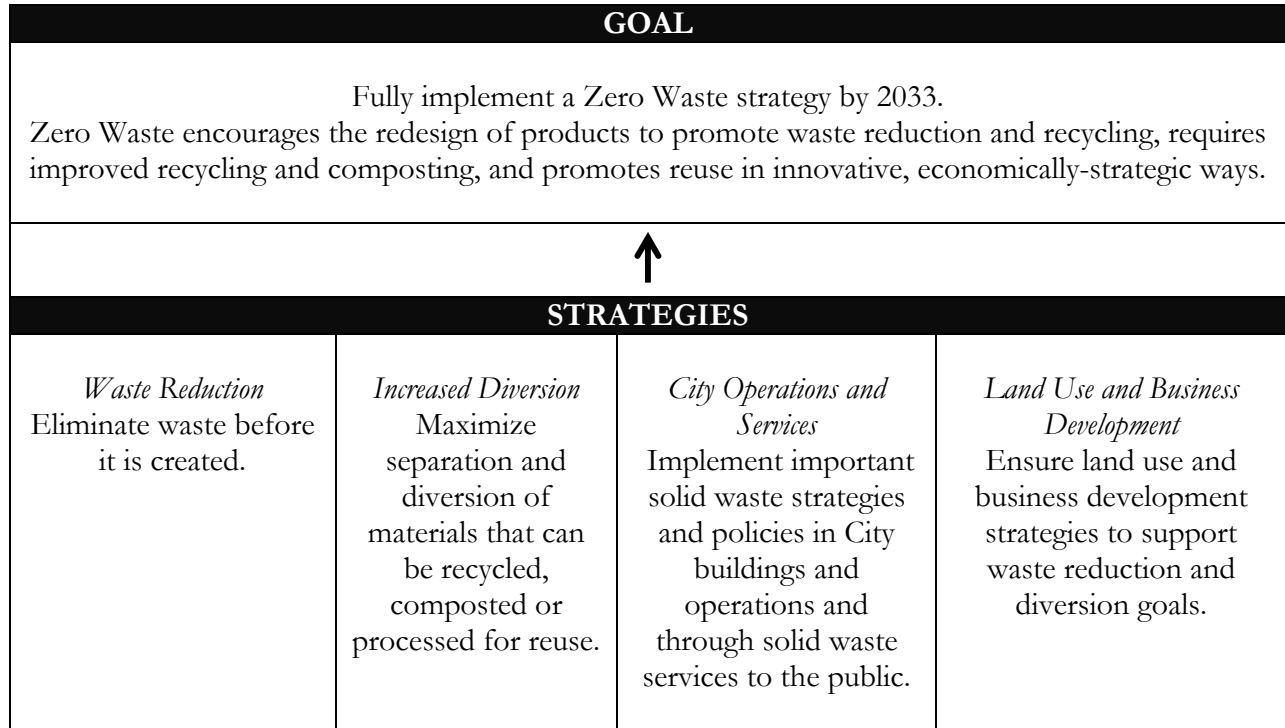 GOAL
Fully implement a Zero Waste strategy by 2033.
Zero Waste encourages the redesign of products to promote waste reduction and recycling, requires
improved recycling and composting, and promotes reuse in innovative, economically-strategic ways.
STRATEGIES
Waste Reduction
Eliminate waste before
it is created.
Increased Diversion
Maximize
separation and
diversion of
materials that can
be recycled,
composted or
processed for reuse.
City Operations and
Services
Implement important
solid waste strategies
and policies in City
buildings and
operations and
through solid waste
services to the public.
Land Use and Business
Development
Ensure land use and
business development
strategies to support
waste reduction and
diversion goals.